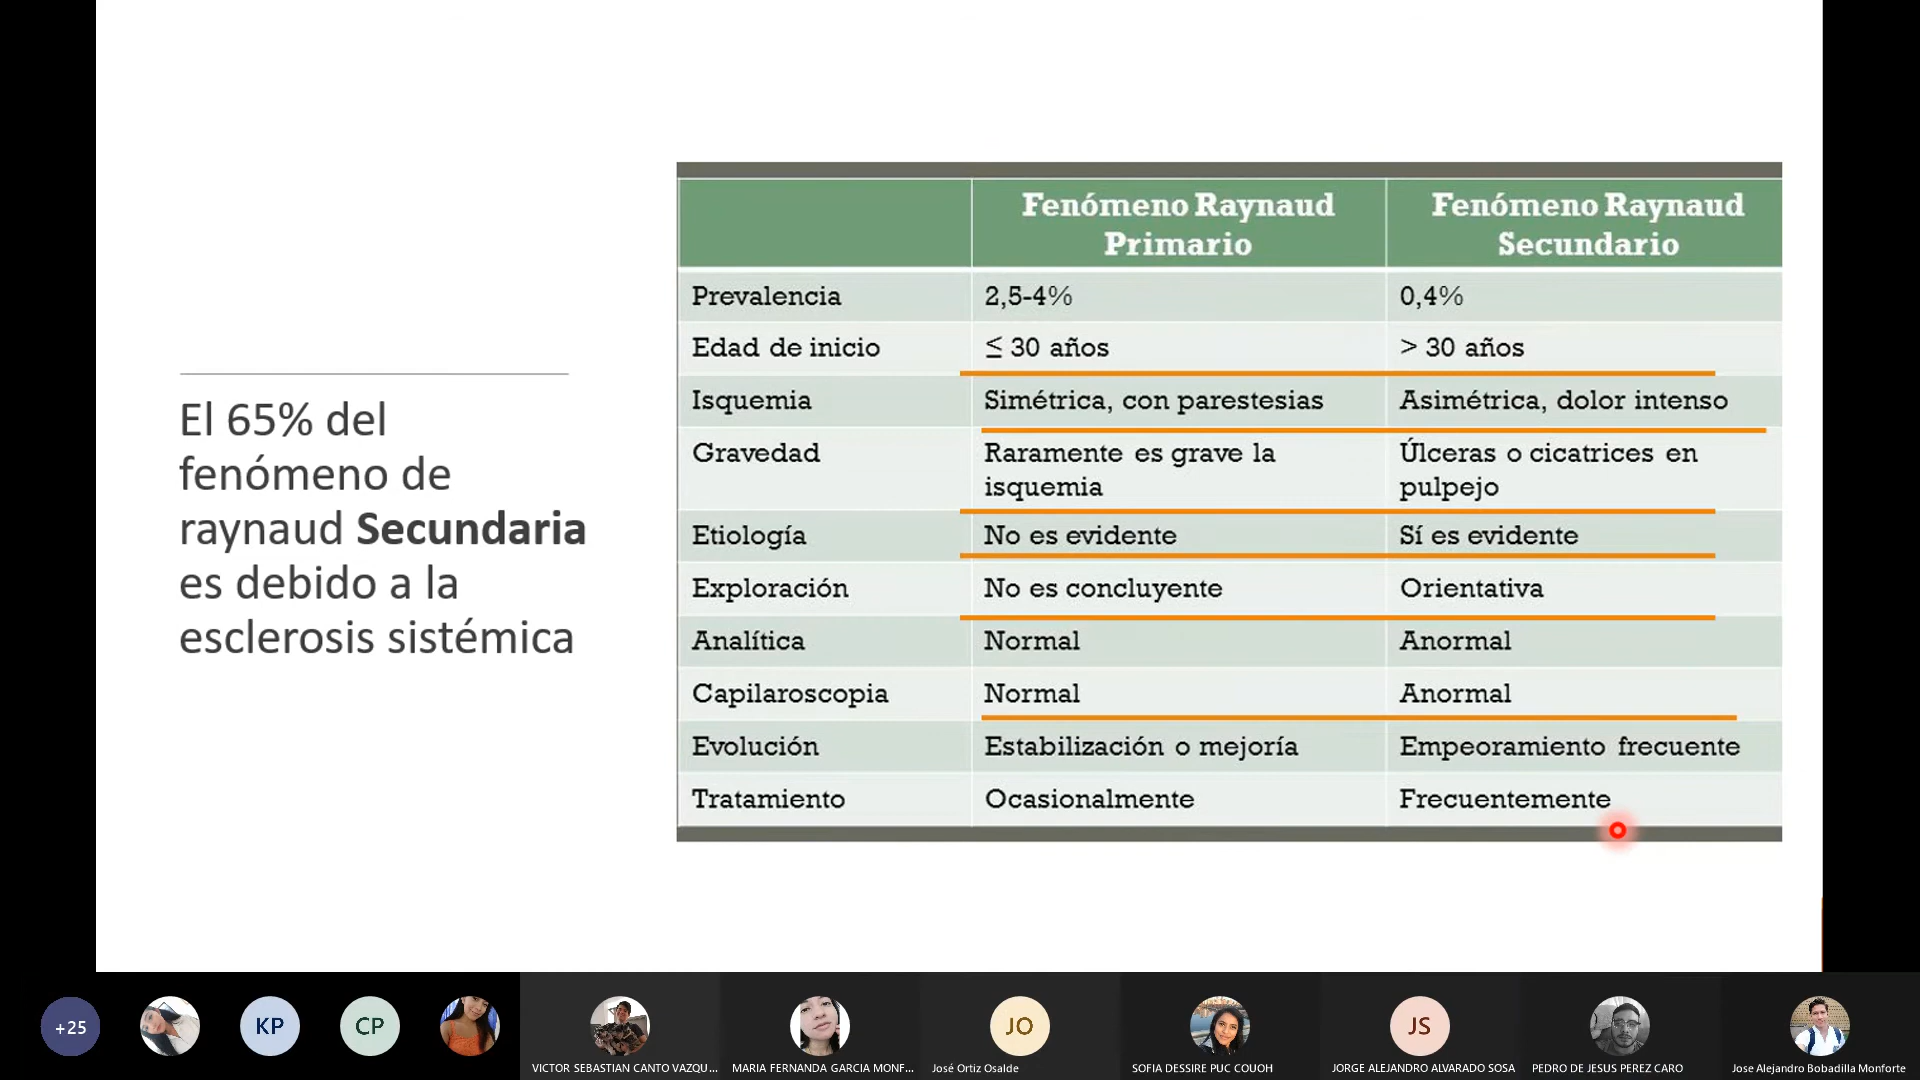 El 65% del
fenómeno de
raynaud Secundaria
es debido a la
esclerosis sistémica
Fenómeno Raynaud Primario
Fenómeno Raynaud Secundario
Prevalencia 2,5-4% 0,4%
Edad de inicio ≤ 30 años > 30 años
Isquemia Simétrica, con parestesias Asimétrica, dolor intenso
Gravedad Raramente es grave la isquemia Úlceras o cicatrices en pulpejo
Etiología No es evidente Sí es evidente
Exploración No es concluyente Orientativa
Analítica Normal Anormal
Capilaroscopia Normal Anormal
Evolución Estabilización o mejoría Empeoramiento frecuente
Tratamiento Ocasionalmente Frecuentemente
+25 KP CP JO JS
VICTOR SEBASTIAN CANTO VAZQU...
MARIA FERNANDA GARCIA MONF...
José Ortiz Osalde
SOFIA DESSIRE PUC COUOH
JORGE ALEJANDRO ALVARADO SOSA
PEDRO DE JESUS PEREZ CARO
Jose Alejandro Bobadilla Monforte